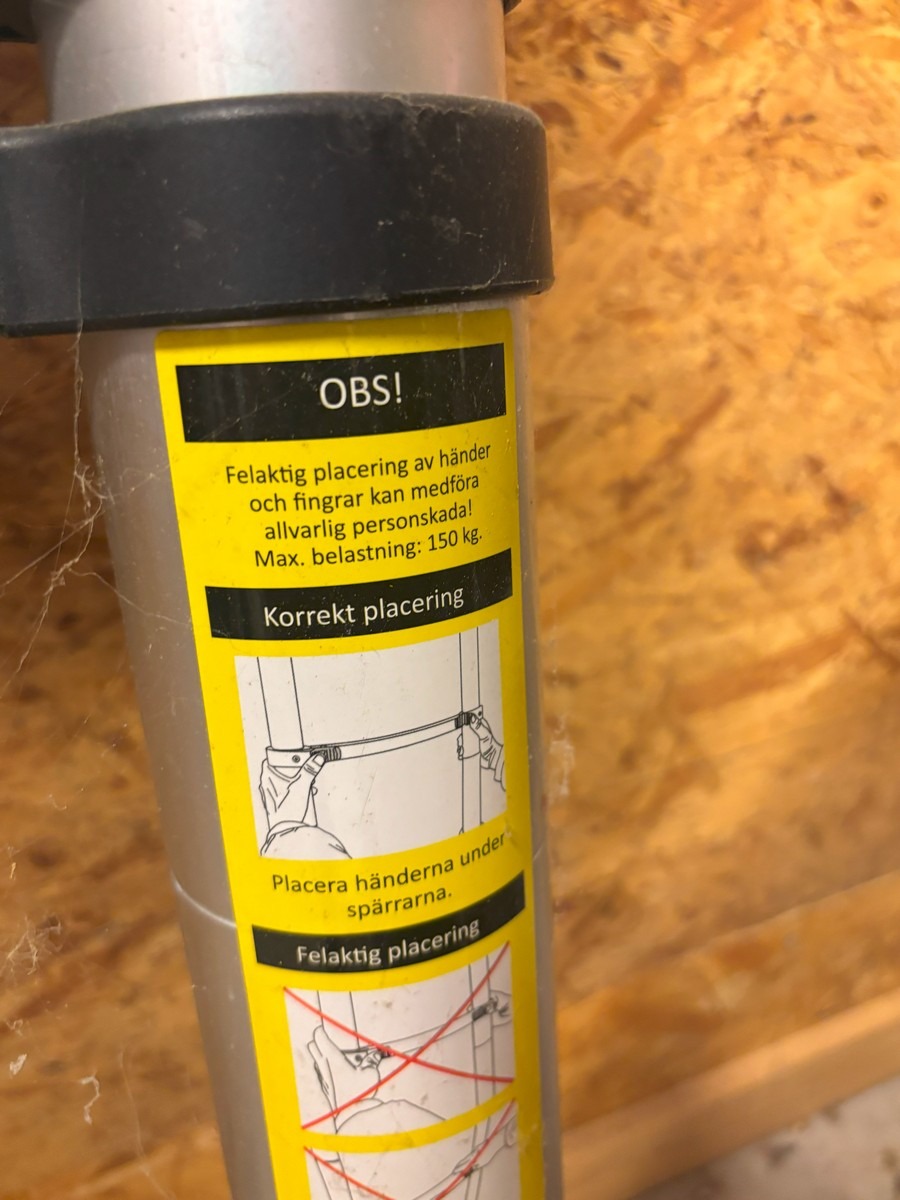 OBS!
Felaktig placering av händer
och fingrar kan medföra
allvarlig personskada!
Max. belastning: 150 kg.
Korrekt placering
Placera händerna under
spärrarna.
Felaktig placering